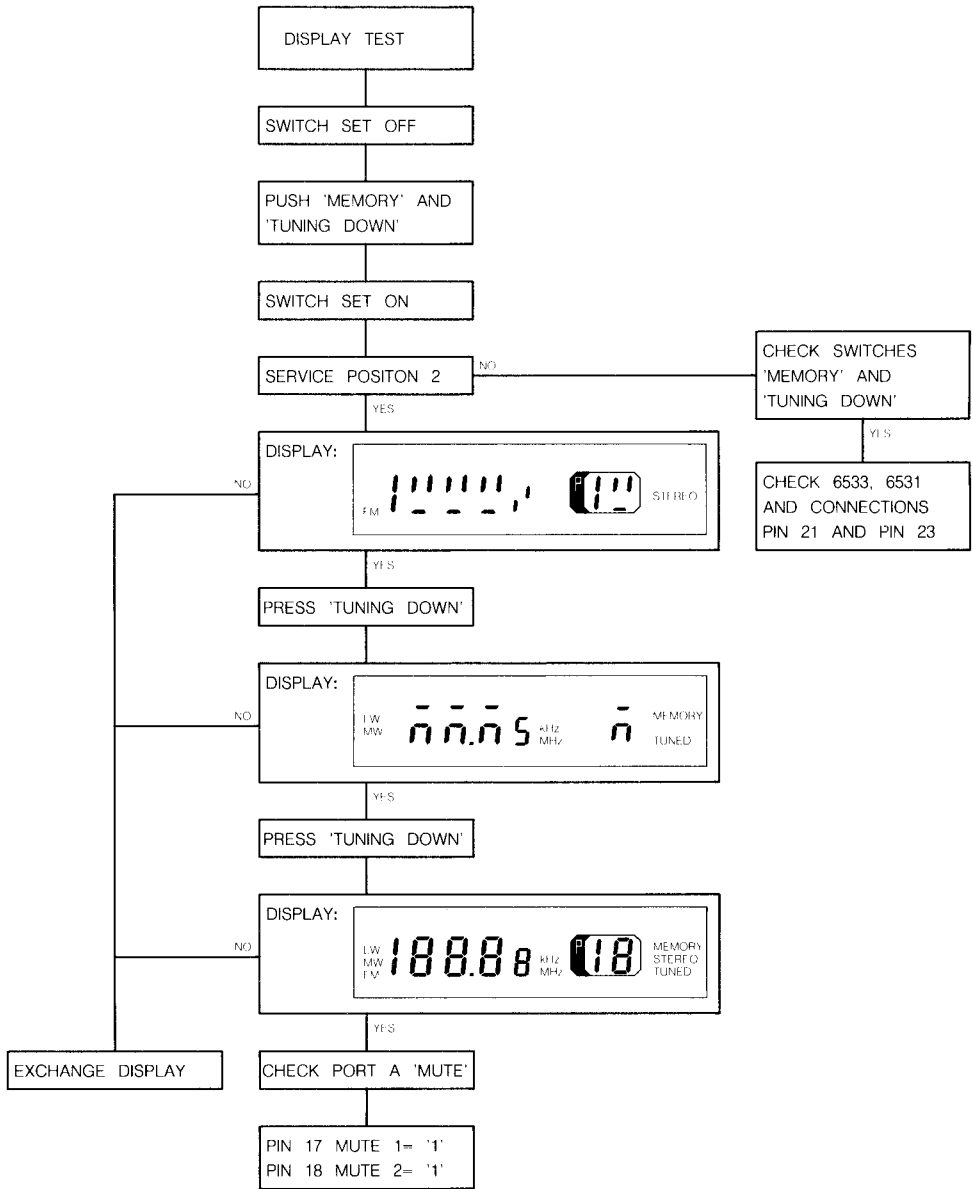 DISPLAY TEST
SWITCH SET OFF
PUSH 'MEMORY' AND
'TUNING DOWN'
SWITCH SET ON
SERVICE POSITON 2
NO
CHECK SWITCHES
'MEMORY' AND
'TUNING DOWN'
YES
YES
CHECK 6533, 6531
AND CONNECTIONS
PIN 21 AND PIN 23
DISPLAY:
NO
FM
P
STEREO
YES
PRESS 'TUNING DOWN'
DISPLAY:
NO
LW
MW
kHz
MHz
MEMORY
TUNED
YES
PRESS 'TUNING DOWN'
DISPLAY:
NO
LW
MW
FM
188.88
kHz
MHz
P
18
MEMORY
STEREO
TUNED
YES
EXCHANGE DISPLAY
CHECK PORT A 'MUTE'
PIN 17 MUTE 1= '1'
PIN 18 MUTE 2= '1'